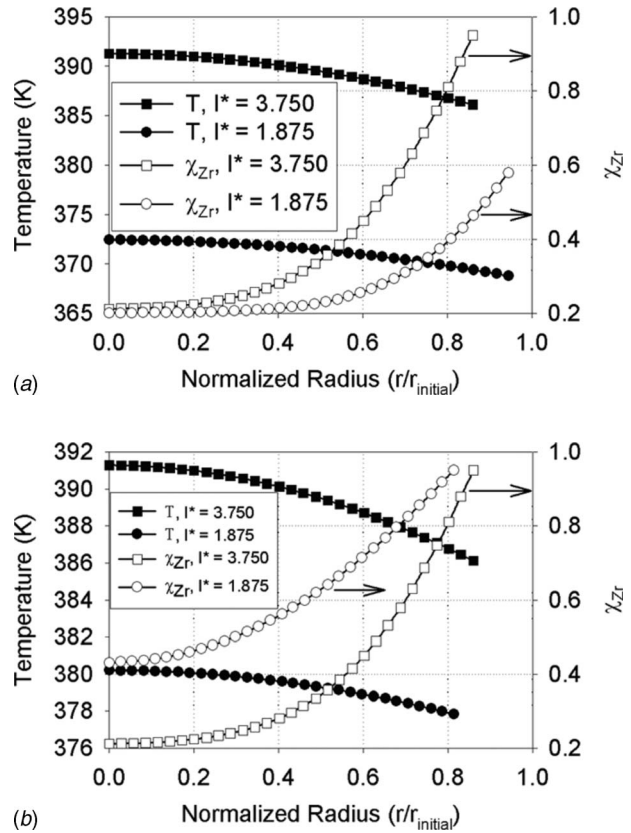 395
390
385
380
375
370
365
Temperature (K)
T, I* = 3.750
T, I* = 1.875
χZr, I* = 3.750
χZr, I* = 1.875
1.0
0.8
0.6
0.4
0.2
χZr
0.0 0.2 0.4 0.6 0.8 1.0
Normalized Radius (r/rinitial)
(a)
392
390
388
386
384
382
380
378
376
Temperature (K)
T, I* = 3.750
T, I* = 1.875
χZr, I* = 3.750
χZr, I* = 1.875
1.0
0.8
0.6
0.4
0.2
χZr
0.0 0.2 0.4 0.6 0.8 1.0
Normalized Radius (r/rinitial)
(b)